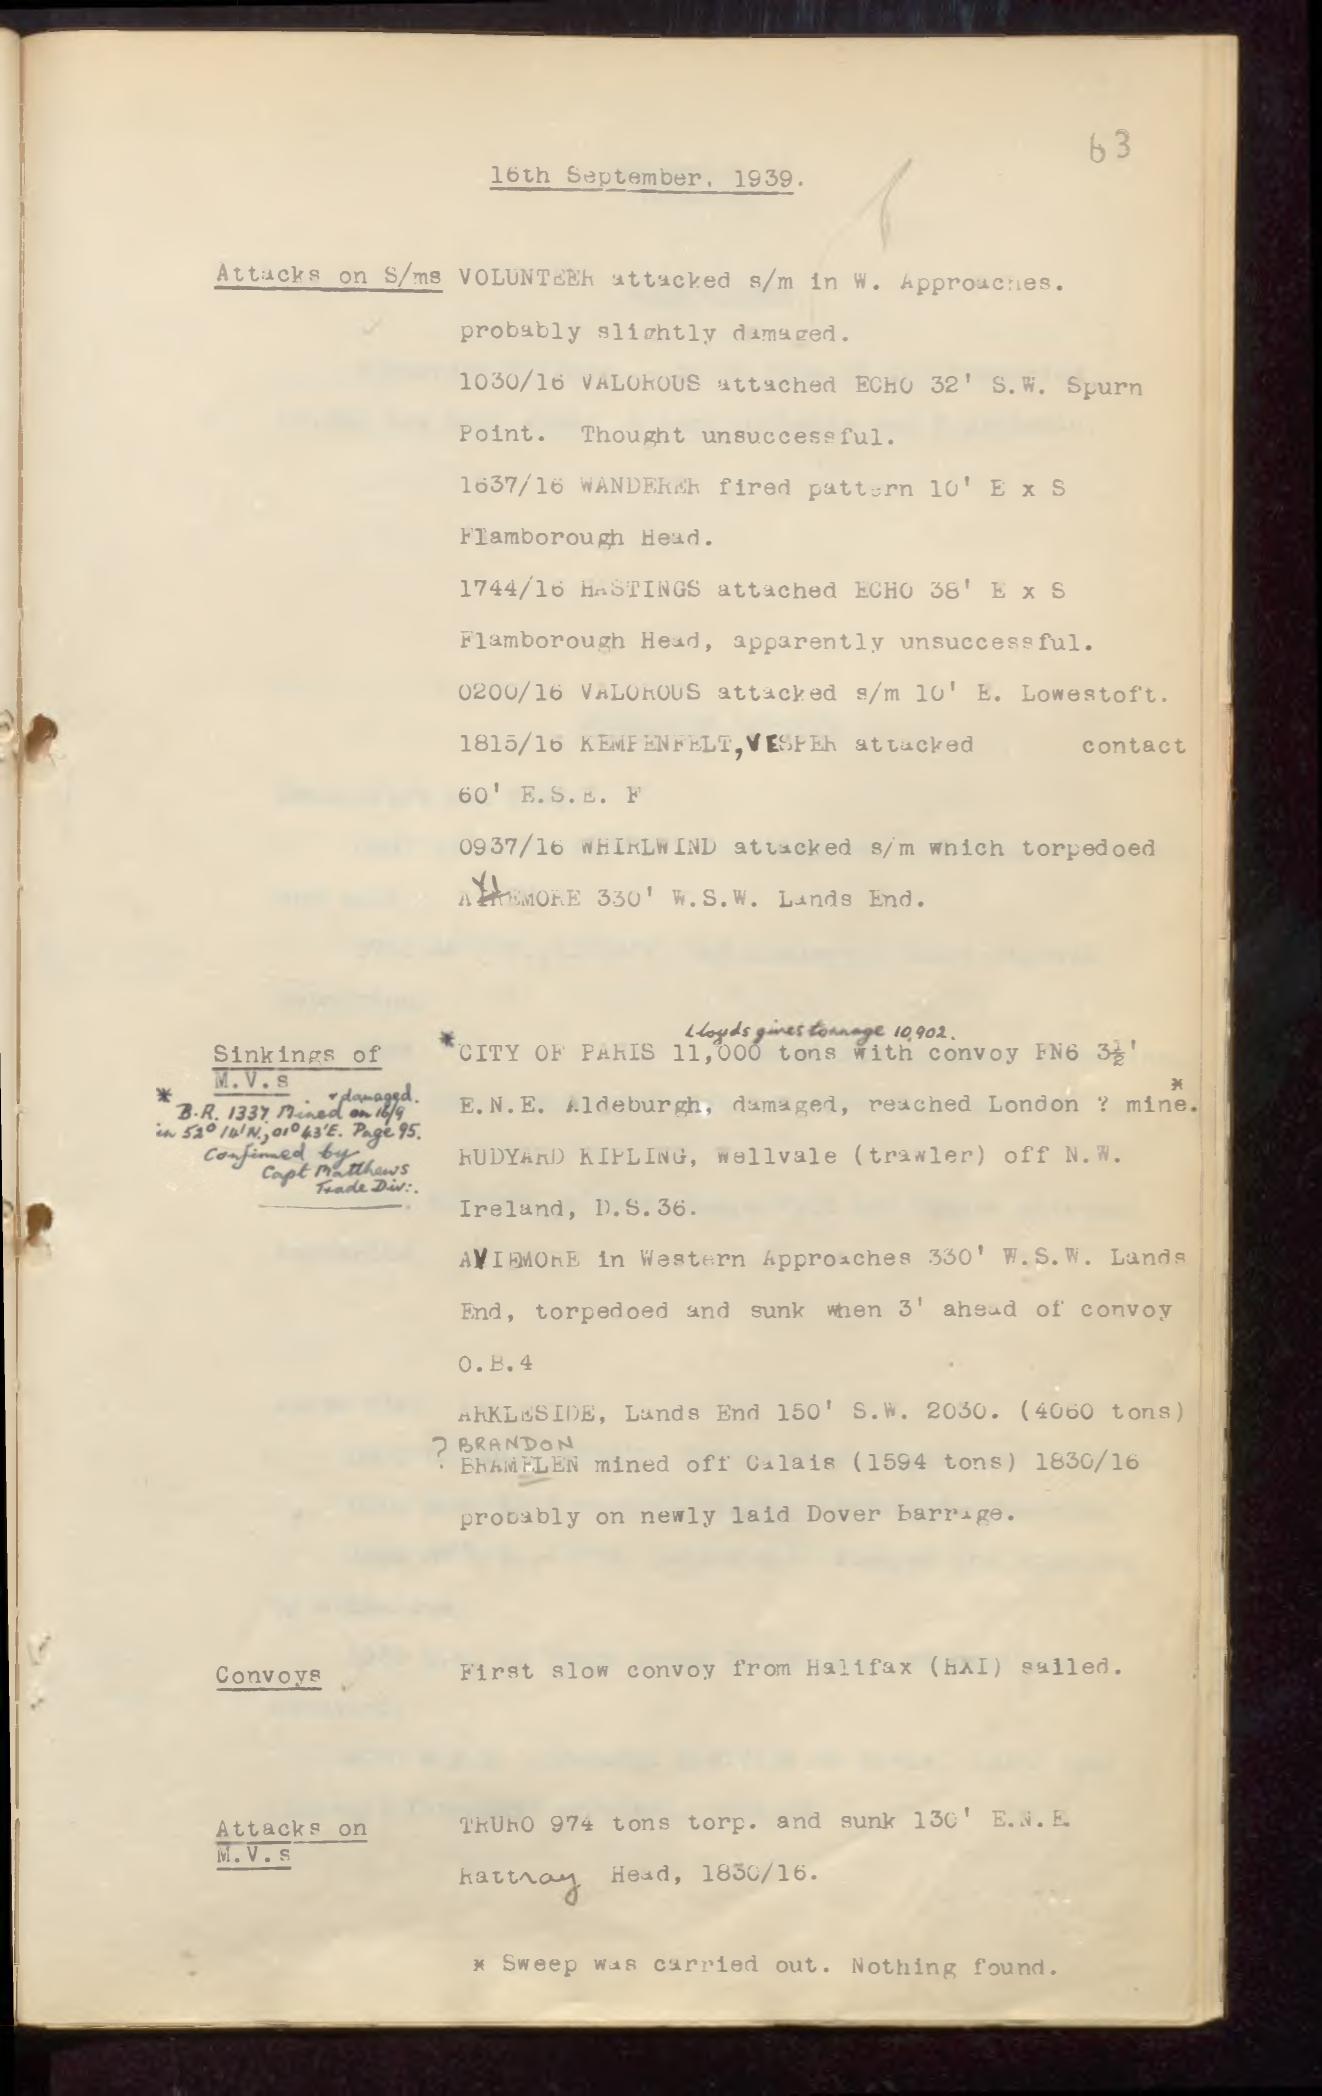 63
16th September, 1939.
Attacks on S/ms VOLUNTEER attacked s/m in W. Approaches.
probably slightly damaged.
1030/16 VALOROUS attached ECHO 32' S.W. Spurn
Point. Thought unsuccessful.
1637/16 WANDERER fired pattern 10' E x S
Flamborough Head.
1744/16 HASTINGS attached ECHO 38' E x S
Flamborough Head, apparently unsuccessful.
0200/16 VALOROUS attacked s/m 10' E. Lowestoft.
1815/16 KEMPENFELT, VESPER attacked contact
60' E.S.E. F
0937/16 WHIRLWIND attacked s/m which torpedoed
AVIEMORE 330' W.S.W. Lands End.
Lloyds gives tonnage 10,902.
Sinkings of
M.V.s
* CITY OF PARIS 11,000 tons with convoy FN6 3½'
E.N.E. Aldeburgh, damaged, reached London ? mine.*
* B.R. 1337 Mined + damaged. on 16/9
in 52° 14' N., 01° 43' E. Page 95.
Confirmed by
Capt Matthews
Trade Div:.
RUDYARD KIPLING, Wellvale (trawler) off N.W.
Ireland, D.S.36.
AVIEMORE in Western Approaches 330' W.S.W. Lands
End, torpedoed and sunk when 3' ahead of convoy
O.B.4
ARKLESIDE, Lands End 150' S.W. 2030. (4060 tons)
? BRANDON
BRAMFLEN mined off Calais (1594 tons) 1830/16
probably on newly laid Dover barrage.
Convoys First slow convoy from Halifax (HXI) sailed.
Attacks on
M.V.s
TRURO 974 tons torp. and sunk 130' E.N.E.
Rattray Head, 1830/16.
* Sweep was carried out. Nothing found.